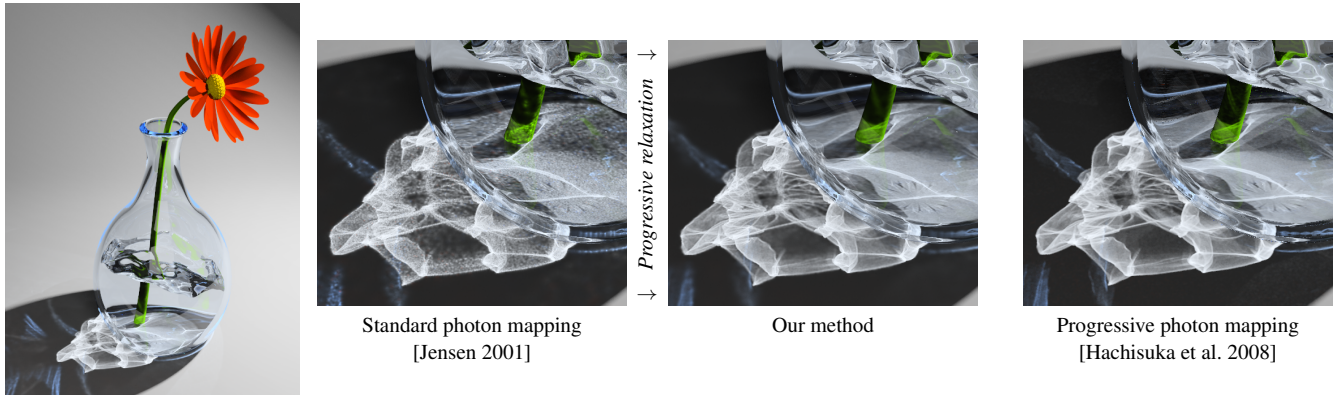 → Progressive relaxation →
Standard photon mapping
[Jensen 2001]
Our method
Progressive photon mapping
[Hachisuka et al. 2008]